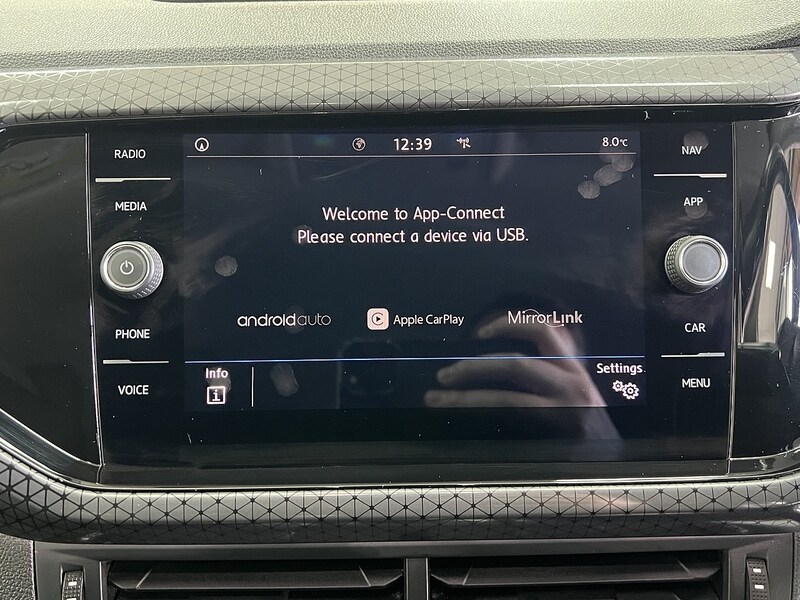 RADIO
MEDIA
PHONE
VOICE
12:39
8.0°C
Welcome to App-Connect
Please connect a device via USB.
androidauto
Apple CarPlay
MirrorLink
Info
i
Settings
NAV
APP
CAR
MENU